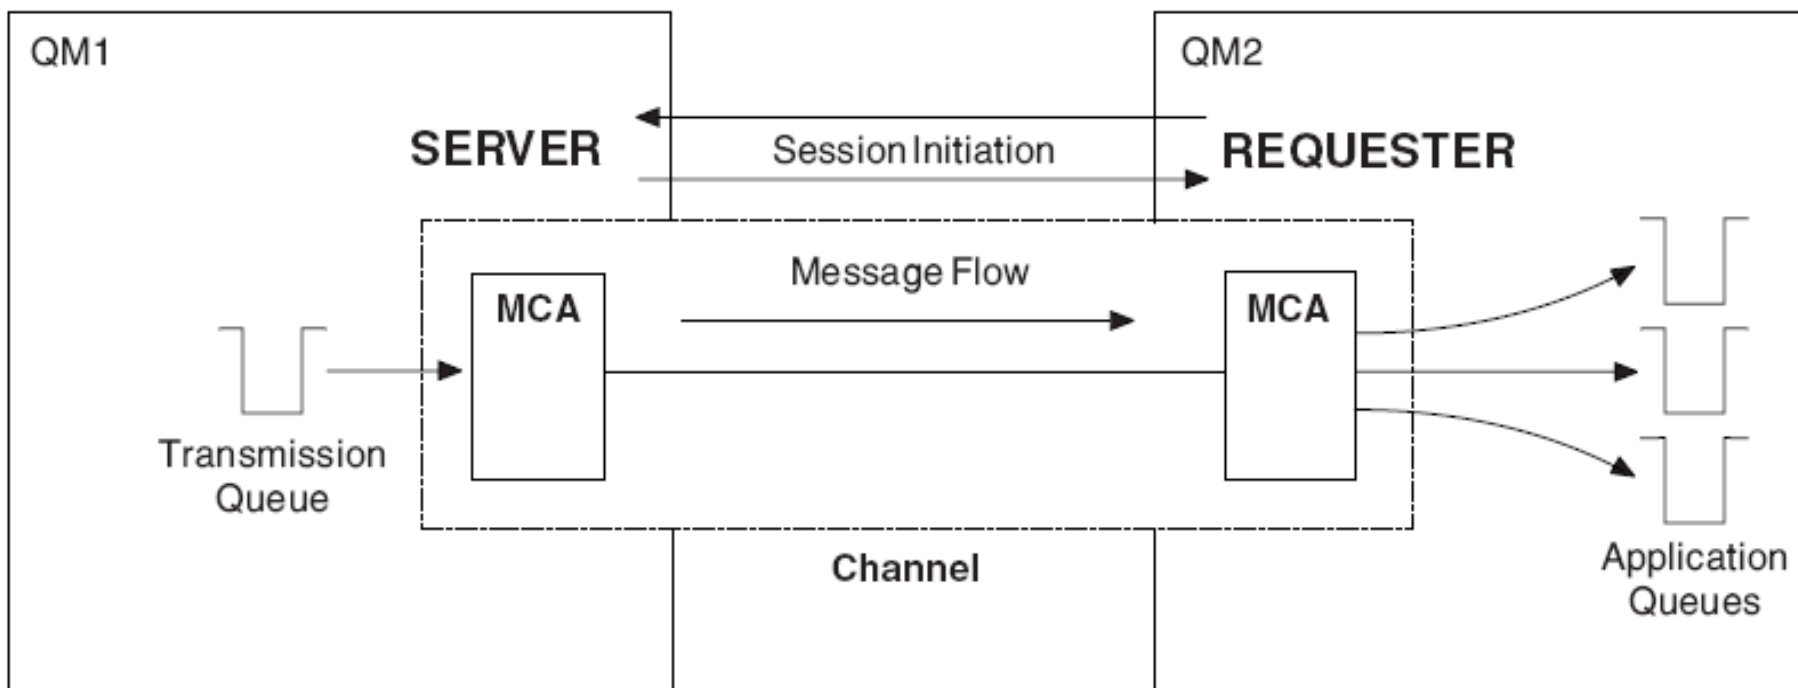 QM1
QM2
SERVER
Session Initiation
REQUESTER
Message Flow
MCA
MCA
Transmission
Queue
Channel
Application
Queues